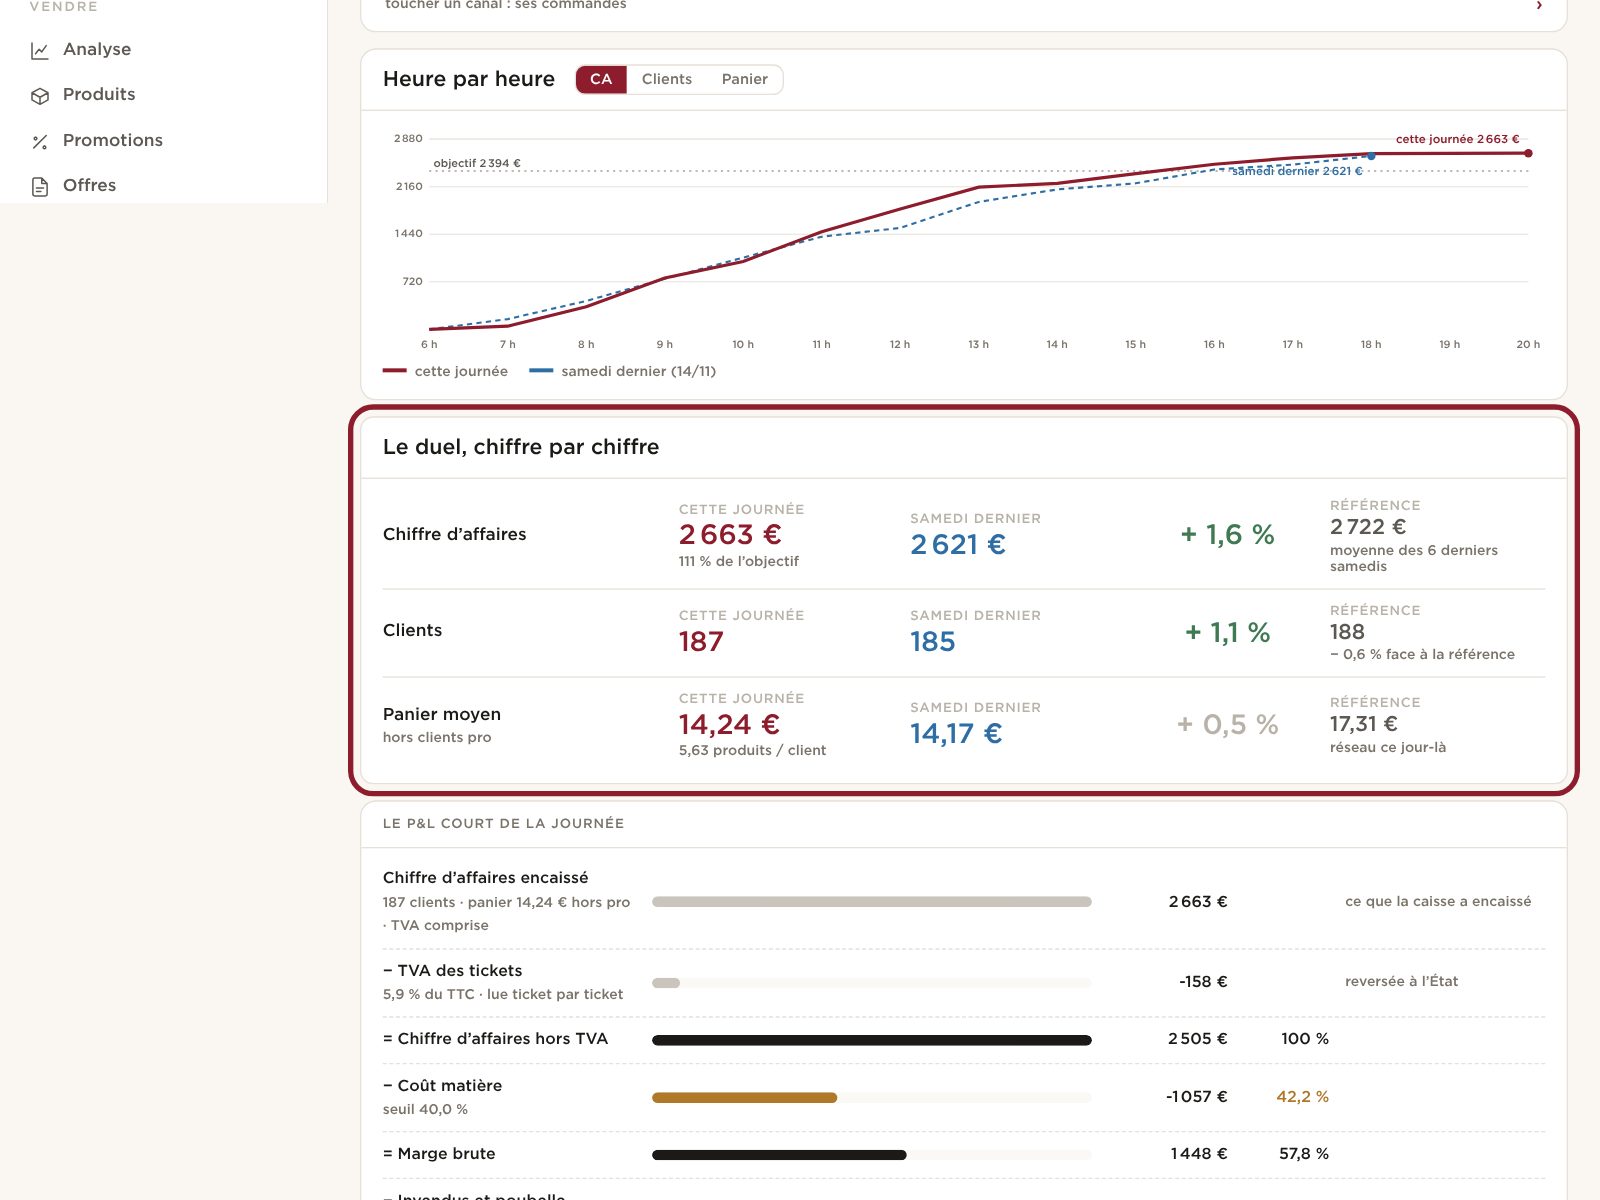 VENDRE
Analyse
Produits
Promotions
Offres
toucher un canal : ses commandes
›
Heure par heure
CA
Clients
Panier
2 880
2 160
1 440
720
objectif 2 394 €
cette journée 2 663 €
samedi dernier 2 621 €
6 h
7 h
8 h
9 h
10 h
11 h
12 h
13 h
14 h
15 h
16 h
17 h
18 h
19 h
20 h
cette journée
samedi dernier (14/11)
Le duel, chiffre par chiffre
Chiffre d’affaires
CETTE JOURNÉE
2 663 €
111 % de l’objectif
SAMEDI DERNIER
2 621 €
+ 1,6 %
RÉFÉRENCE
2 722 €
moyenne des 6 derniers
samedis
Clients
CETTE JOURNÉE
187
SAMEDI DERNIER
185
+ 1,1 %
RÉFÉRENCE
188
− 0,6 % face à la référence
Panier moyen
hors clients pro
CETTE JOURNÉE
14,24 €
5,63 produits / client
SAMEDI DERNIER
14,17 €
+ 0,5 %
RÉFÉRENCE
17,31 €
réseau ce jour-là
LE P&L COURT DE LA JOURNÉE
Chiffre d’affaires encaissé
187 clients · panier 14,24 € hors pro
· TVA comprise
2 663 €
ce que la caisse a encaissé
− TVA des tickets
5,9 % du TTC · lue ticket par ticket
-158 €
reversée à l’État
= Chiffre d’affaires hors TVA
2 505 €
100 %
− Coût matière
seuil 40,0 %
-1 057 €
42,2 %
= Marge brute
1 448 €
57,8 %
− Invendus et poubelle